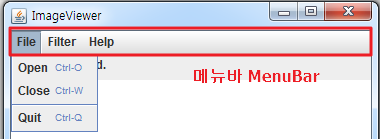 ImageViewer
File Filter Help
Open Ctrl-O d.
Close Ctrl-W
메뉴바 MenuBar
Quit Ctrl-Q